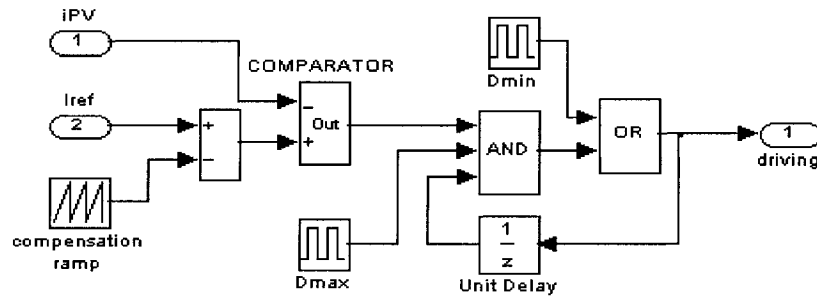 iPV
1
COMPARATOR
Dmin
Iref
2
+
−
−
+
Out
AND
OR
1
driving
compensation
ramp
Dmax
1
z
Unit Delay